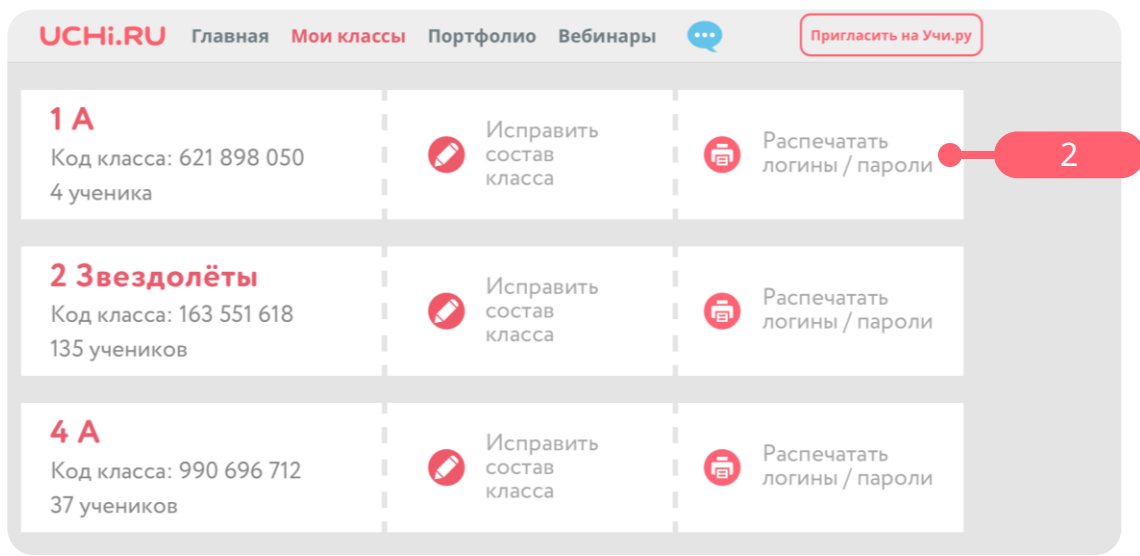 UCHi.RU Главная Мои классы Портфолио Вебинары Пригласить на Учи.ру
1 А
Код класса: 621 898 050
4 ученика
Исправить
состав
класса
Распечатать
логины / пароли
2
2 Звездолёты
Код класса: 163 551 618
135 учеников
Исправить
состав
класса
Распечатать
логины / пароли
4 А
Код класса: 990 696 712
37 учеников
Исправить
состав
класса
Распечатать
логины / пароли